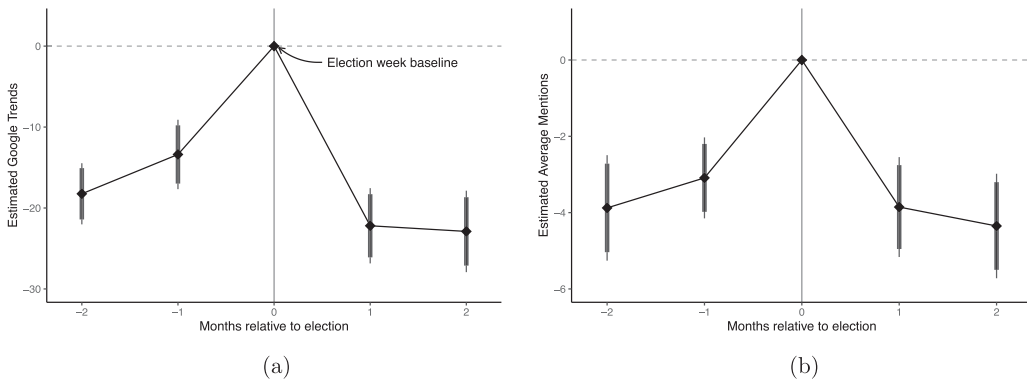 Estimated Google Trends
0
−10
−20
−30
Election week baseline
−2
−1
0
1
2
Months relative to election
(a)
Estimated Average Mentions
0
−2
−4
−6
−2
−1
0
1
2
Months relative to election
(b)